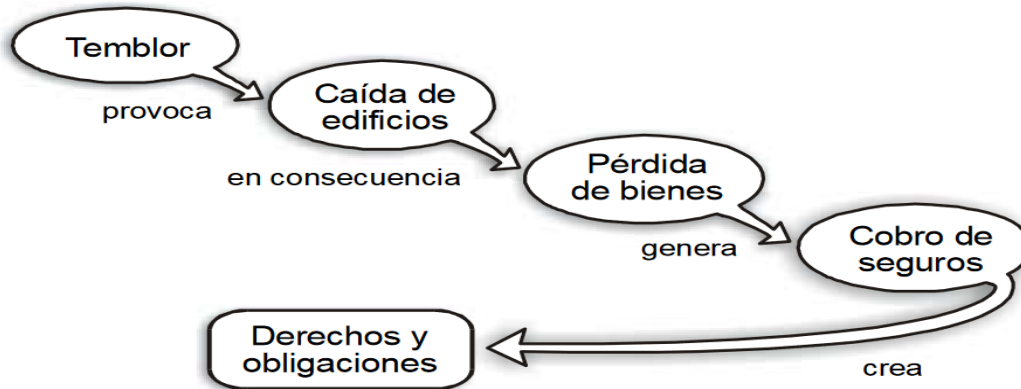 Temblor
provoca
Caída de
edificios
en consecuencia
Pérdida
de bienes
genera
Cobro de
seguros
crea
Derechos y
obligaciones